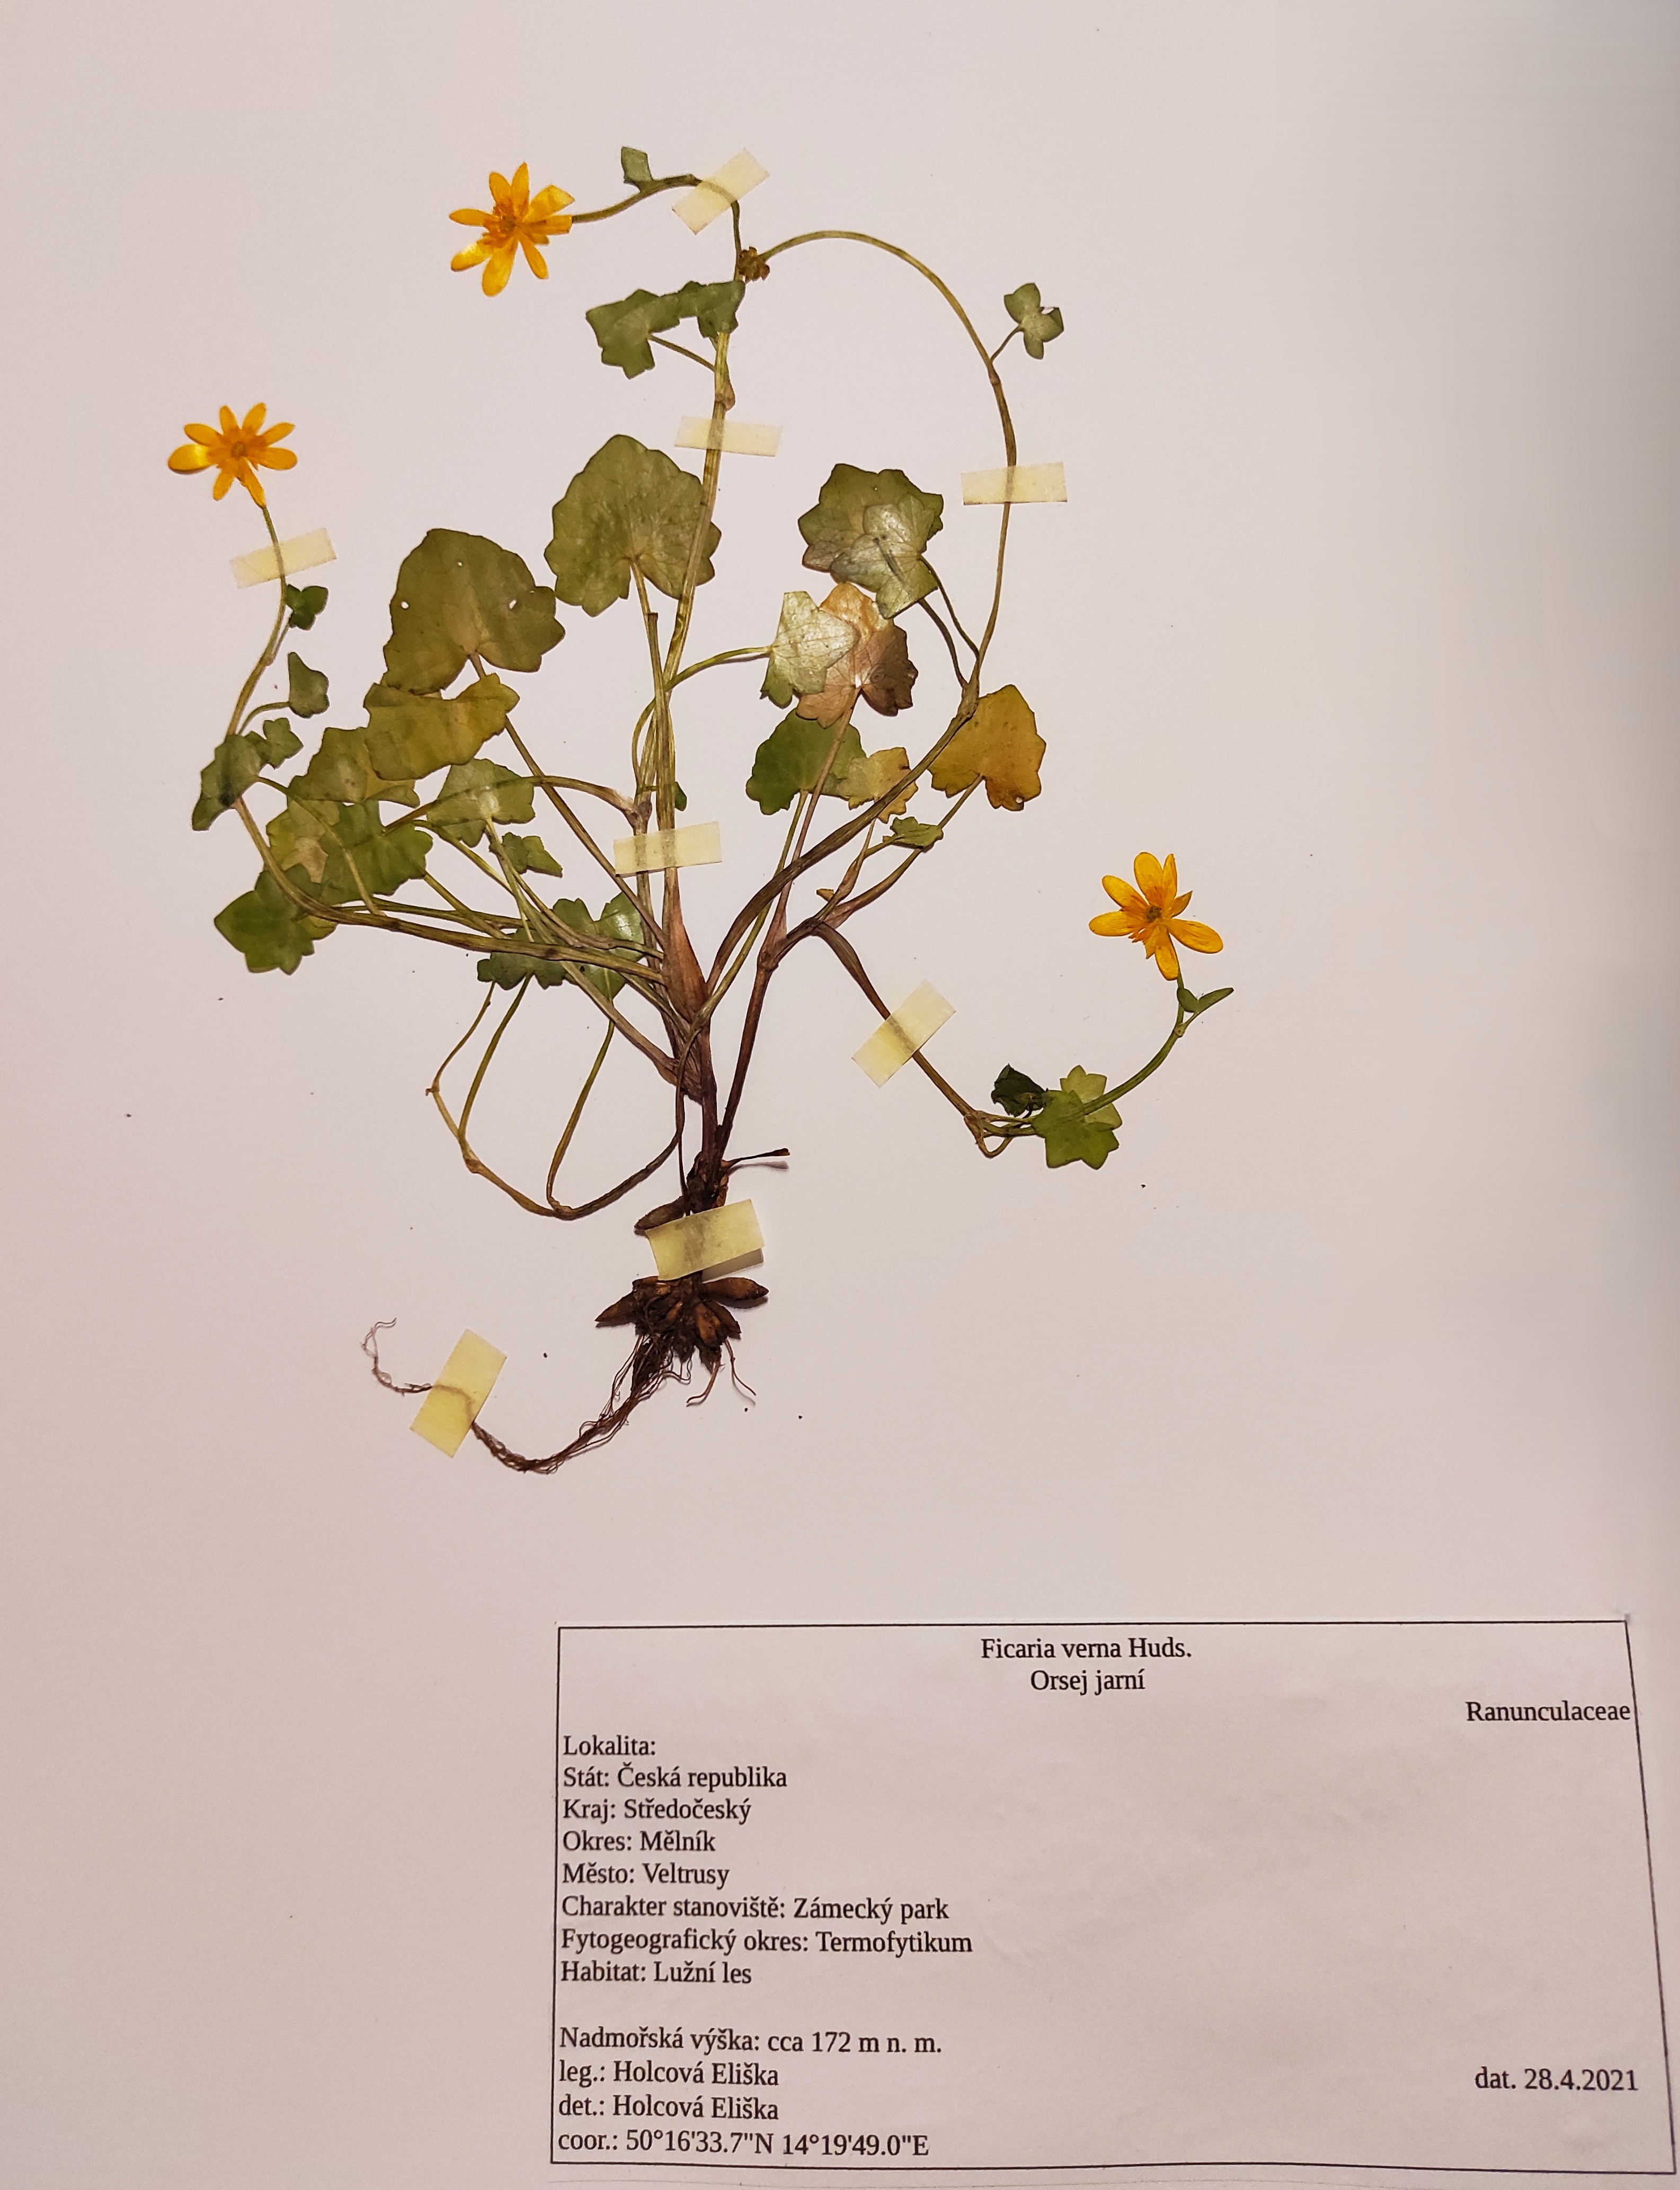 Ficaria verna Huds.
Orsej jarní
Ranunculaceae
Lokalita:
Stát: Česká republika
Kraj: Středočeský
Okres: Mělník
Město: Veltrusy
Charakter stanoviště: Zámecký park
Fytogeografický okres: Termofytikum
Habitat: Lužní les
Nadmořská výška: cca 172 m n. m.
leg.: Holcová Eliška
dat. 28.4.2021
det.: Holcová Eliška
coor.: 50°16'33.7"N 14°19'49.0"E